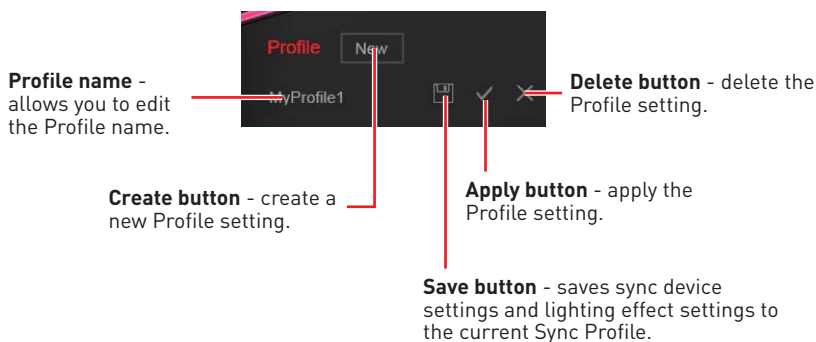 Profile New
MyProfile1
Profile name -
allows you to edit
the Profile name.
Delete button - delete the
Profile setting.
Create button - create a
new Profile setting.
Apply button - apply the
Profile setting.
Save button - saves sync device
settings and lighting effect settings to
the current Sync Profile.